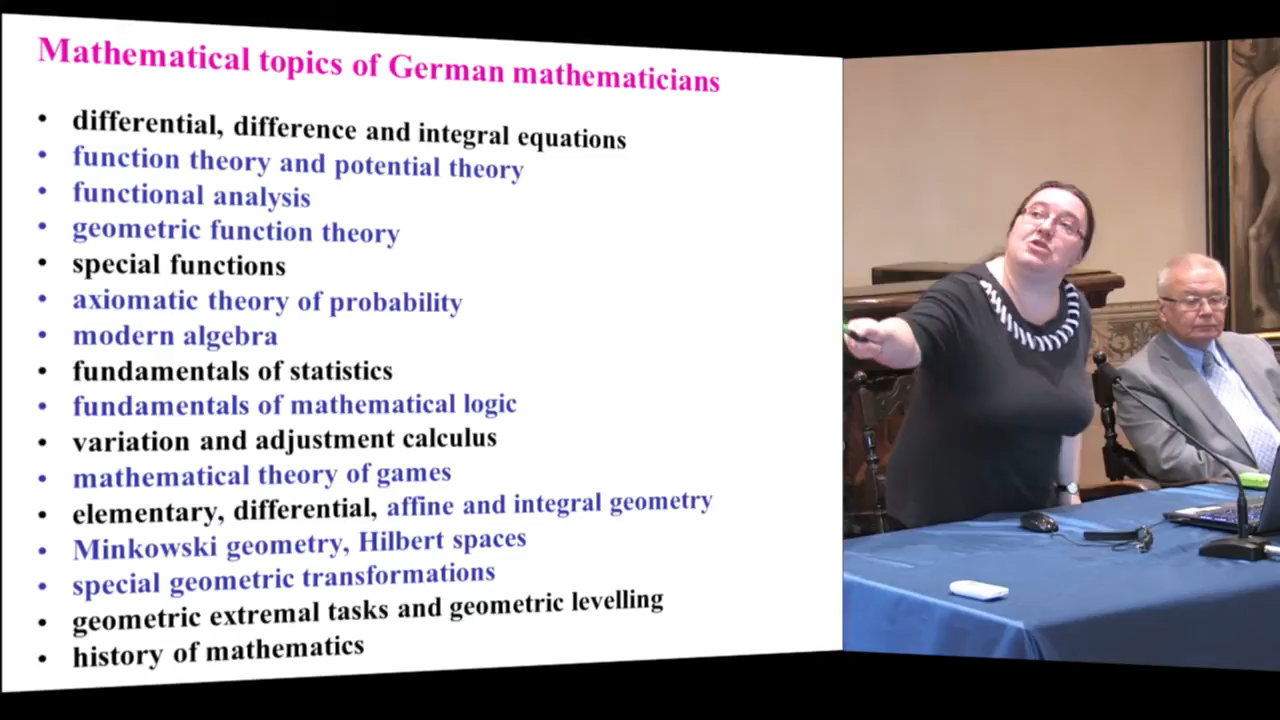 Mathematical topics of German mathematicians
• differential, difference and integral equations
• function theory and potential theory
• functional analysis
• geometric function theory
• special functions
• axiomatic theory of probability
• modern algebra
• fundamentals of statistics
• fundamentals of mathematical logic
• variation and adjustment calculus
• mathematical theory of games
• elementary, differential, affine and integral geometry
• Minkowski geometry, Hilbert spaces
• special geometric transformations
• geometric extremal tasks and geometric levelling
• history of mathematics